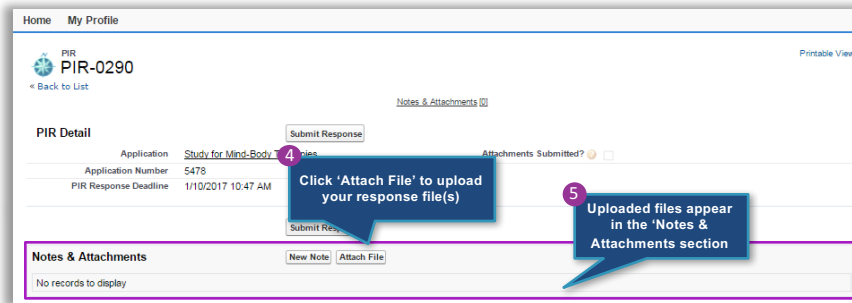 Home My Profile
PIR
PIR-0290
Printable View
« Back to List
Notes & Attachments [0]
PIR Detail
Submit Response
Application Study for Mind-Body
Attachments Submitted?
Application Number 5478
PIR Response Deadline 1/10/2017 10:47 AM
4
Click ‘Attach File’ to upload
your response file(s)
5
Uploaded files appear
in the ‘Notes &
Attachments section
Submit
Notes & Attachments
New Note Attach File
No records to display